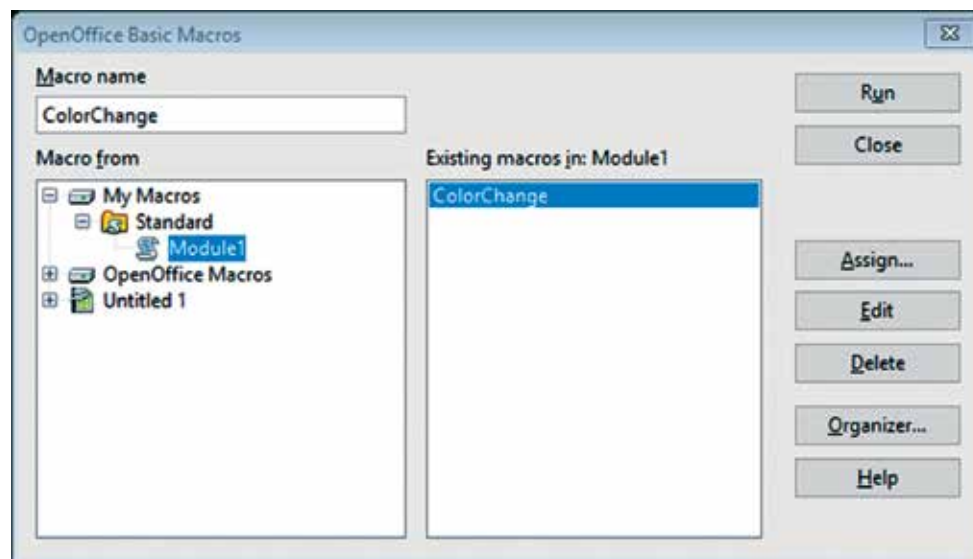 OpenOffice Basic Macros
Macro name
ColorChange
Macro from
My Macros
Standard
Module1
OpenOffice Macros
Untitled 1
Existing macros in: Module1
ColorChange
Run
Close
Assign...
Edit
Delete
Organizer...
Help